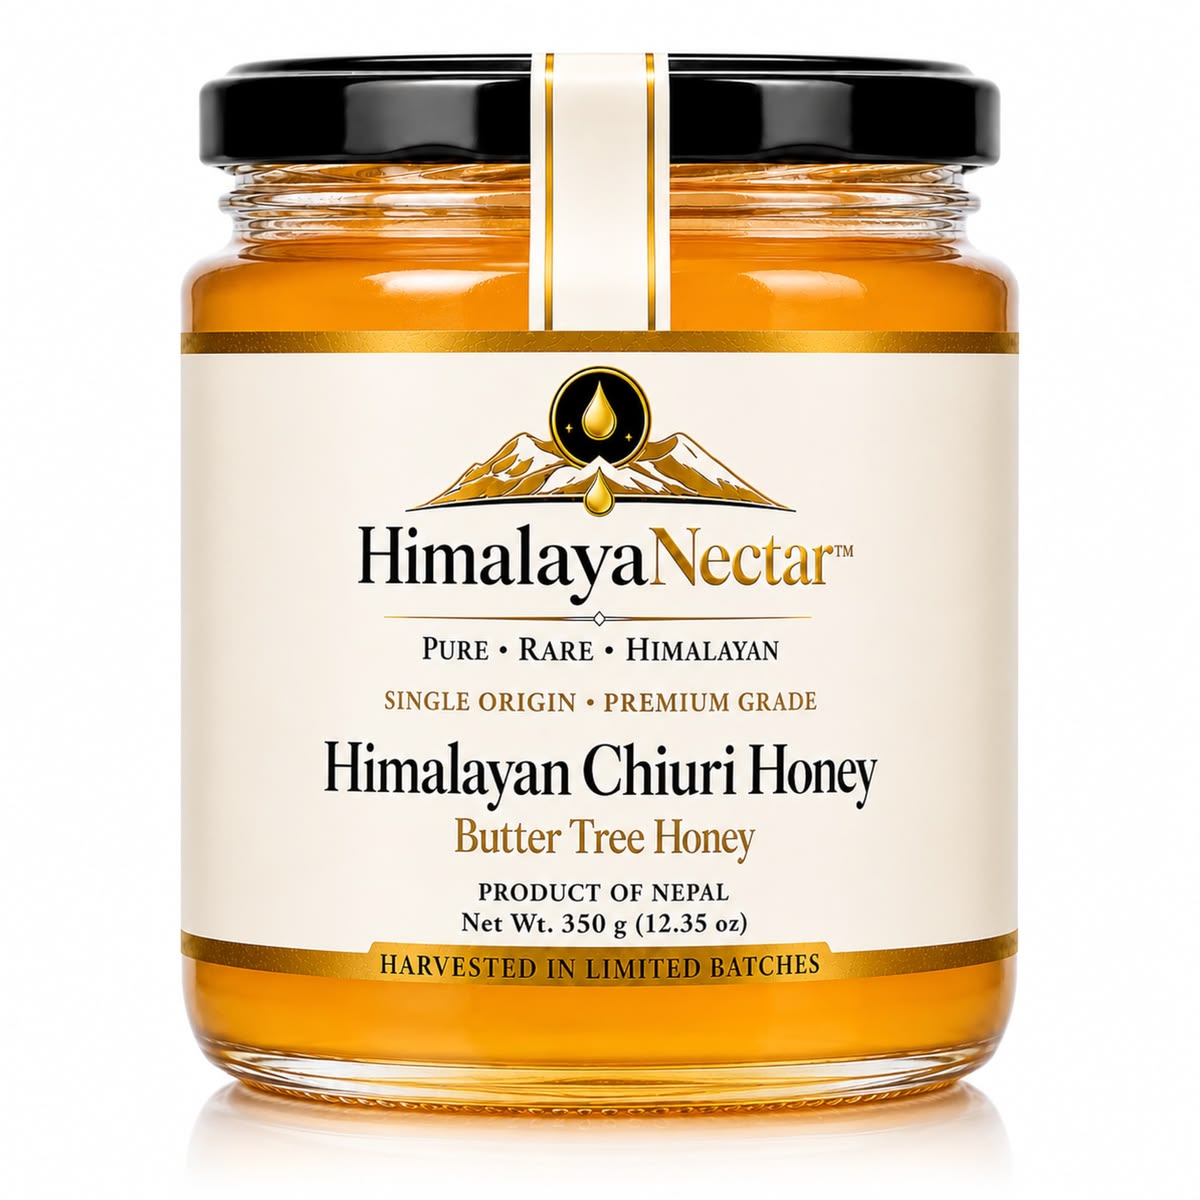 HimalayaNectar™
PURE • RARE • HIMALAYAN
SINGLE ORIGIN • PREMIUM GRADE
Himalayan Chiuri Honey
Butter Tree Honey
PRODUCT OF NEPAL
Net Wt. 350 g (12.35 oz)
HARVESTED IN LIMITED BATCHES